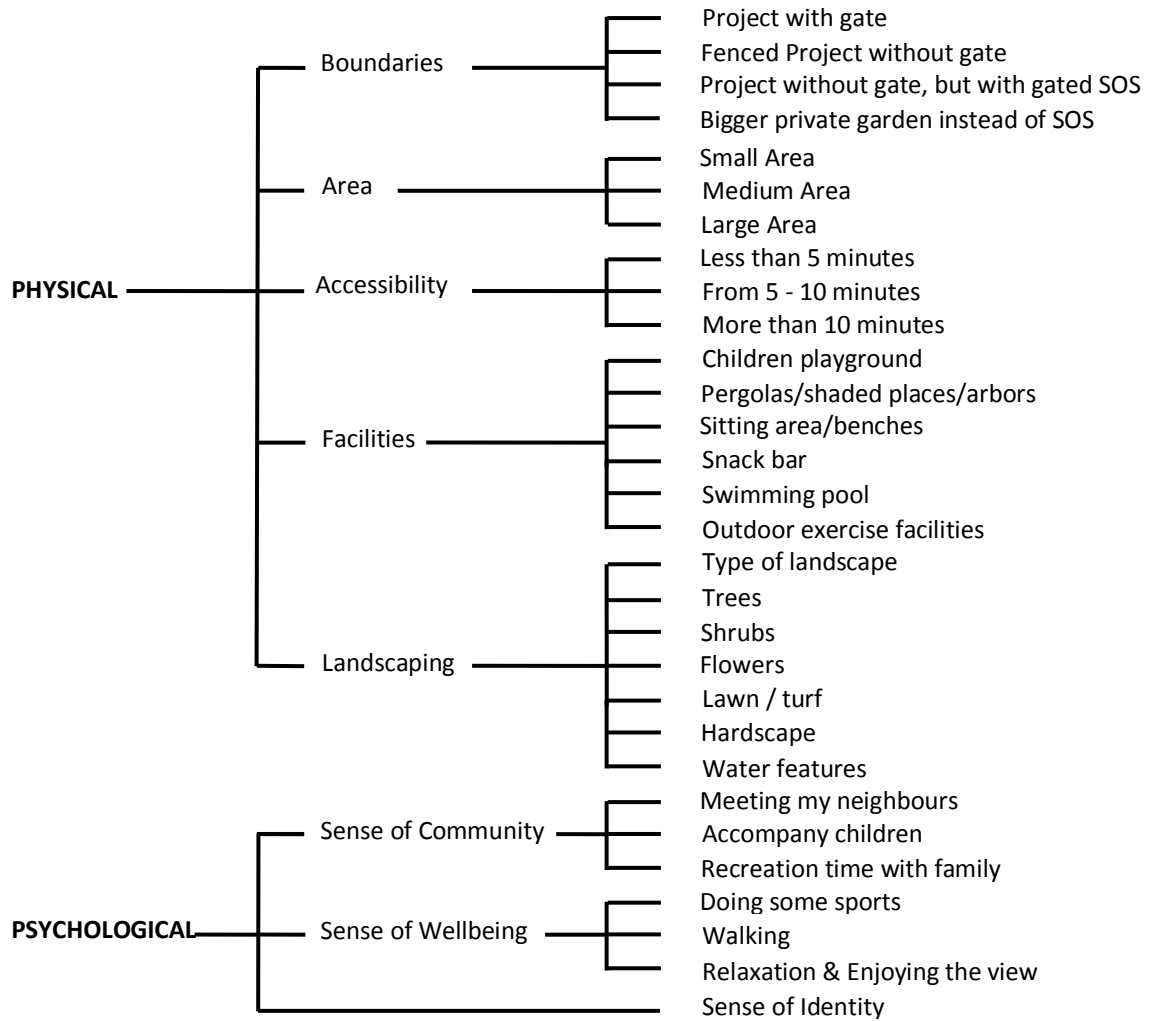 Project with gate
Boundaries
Fenced Project without gate
Project without gate, but with gated SOS
Bigger private garden instead of SOS
Small Area
Area
Medium Area
Large Area
Less than 5 minutes
PHYSICAL
Accessibility
From 5 - 10 minutes
More than 10 minutes
Children playground
Pergolas/shaded places/arbors
Sitting area/benches
Facilities
Snack bar
Swimming pool
Outdoor exercise facilities
Type of landscape
Trees
Shrubs
Landscaping
Flowers
Lawn / turf
Hardscape
Water features
Meeting my neighbours
Sense of Community
Accompany children
Recreation time with family
Doing some sports
PSYCHOLOGICAL
Sense of Wellbeing
Walking
Relaxation & Enjoying the view
Sense of Identity